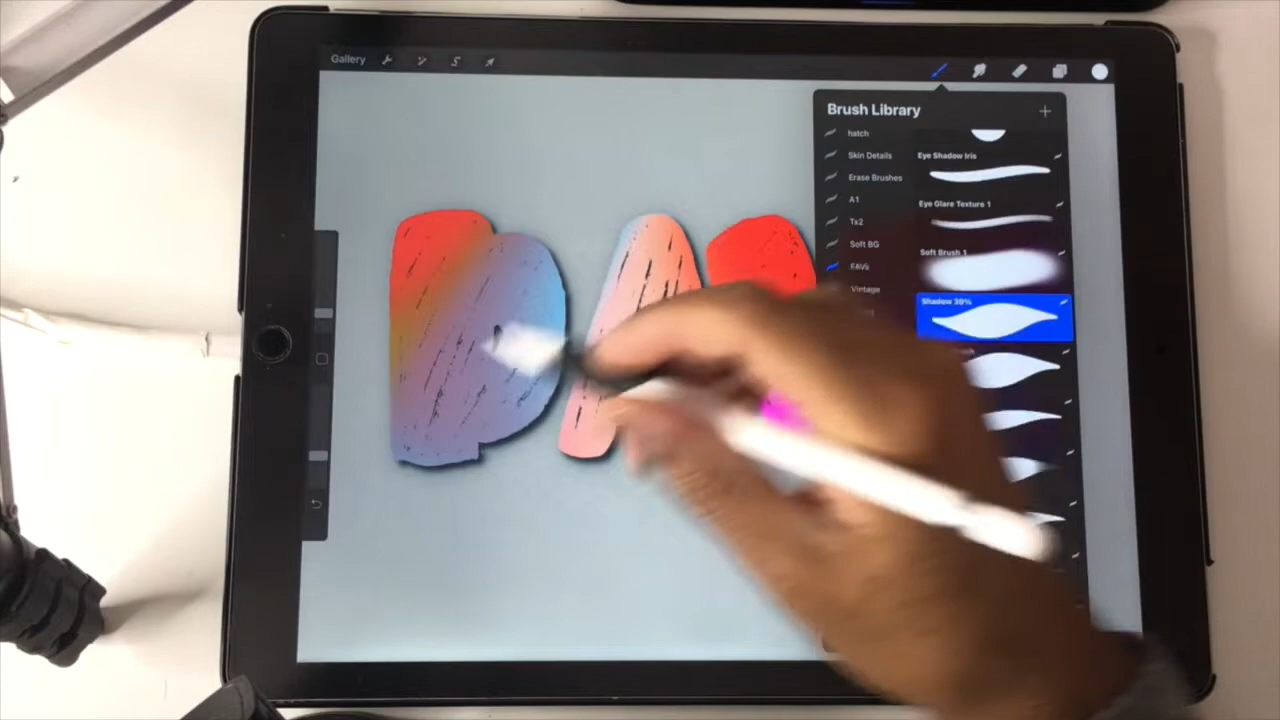 Gallery
Brush Library
hatch
Skin Details
Erase Brushes
A1
Tx2
Soft BG
FAVs
Vintage
Eye Shadow Iris
Eye Glare Texture 1
Soft Brush 1
Shadow 30%